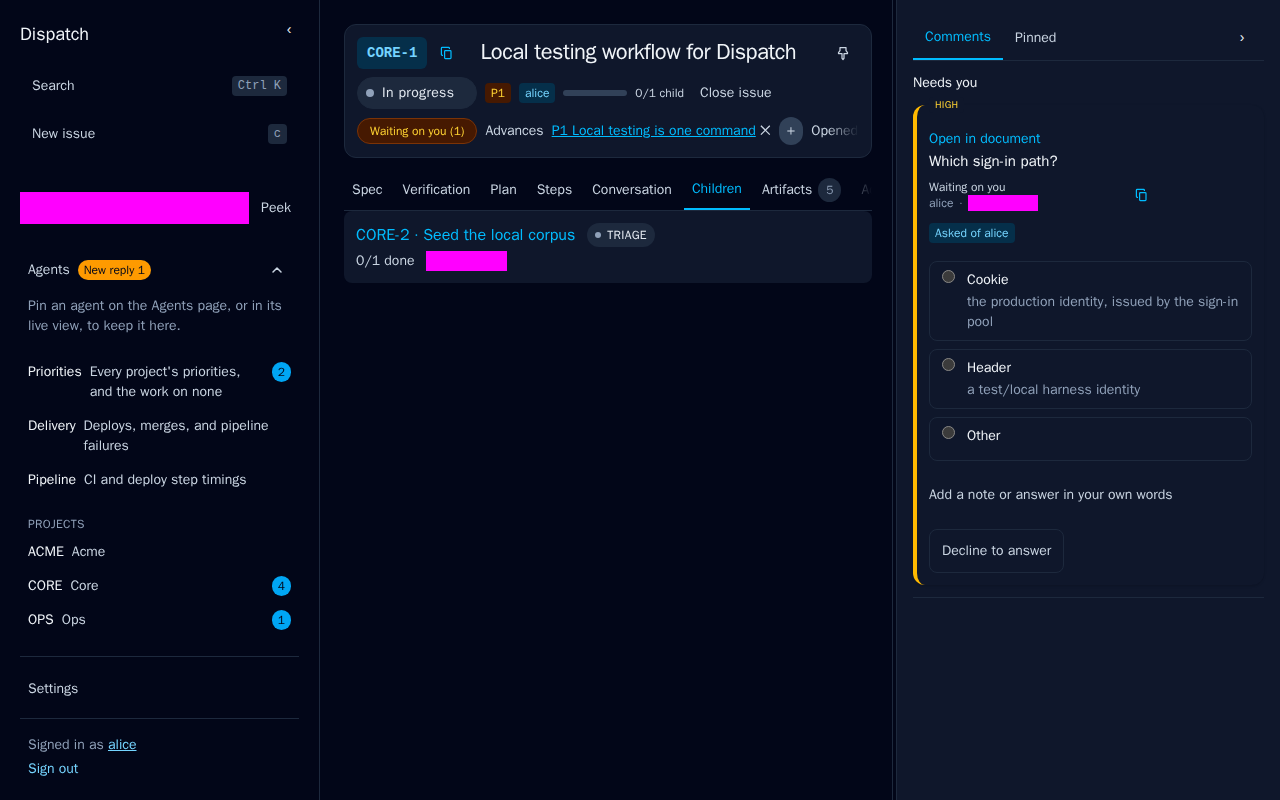 Dispatch
Search
Ctrl K
New issue
c
Peek
Agents
New reply 1
Pin an agent on the Agents page, or in its
live view, to keep it here.
Priorities
Every project's priorities,
and the work on none
2
Delivery
Deploys, merges, and pipeline
failures
Pipeline
CI and deploy step timings
PROJECTS
ACME Acme
CORE Core
4
OPS Ops
1
Settings
Signed in as alice
Sign out
CORE-1
Local testing workflow for Dispatch
In progress
P1
alice
0/1 child
Close issue
Waiting on you (1)
Advances
P1 Local testing is one command
+
Opened
Spec
Verification
Plan
Steps
Conversation
Children
Artifacts
5
CORE-2 · Seed the local corpus
TRIAGE
0/1 done
Comments
Pinned
Needs you
HIGH
Open in document
Which sign-in path?
Waiting on you
alice ·
Asked of alice
Cookie
the production identity, issued by the sign-in
pool
Header
a test/local harness identity
Other
Add a note or answer in your own words
Decline to answer